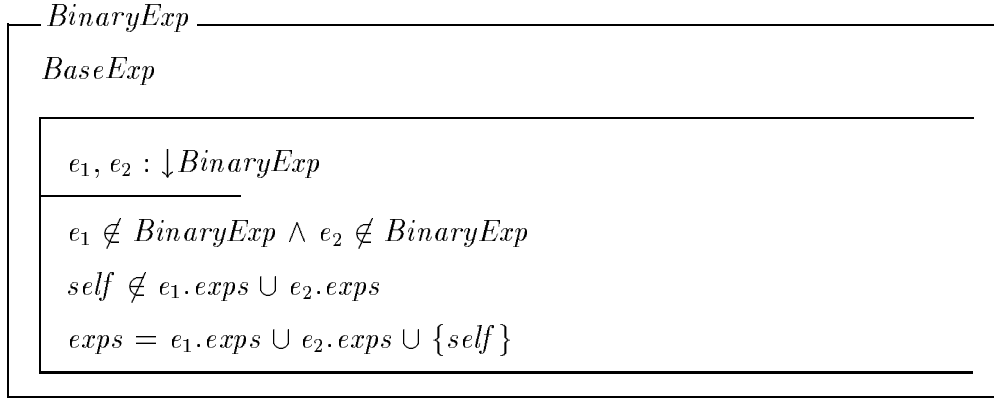 BinaryExp
BaseExp
e₁, e₂ : ↓BinaryExp
e₁ ∉ BinaryExp ∧ e₂ ∉ BinaryExp
self ∉ e₁.exps ∪ e₂.exps
exps = e₁.exps ∪ e₂.exps ∪ {self}